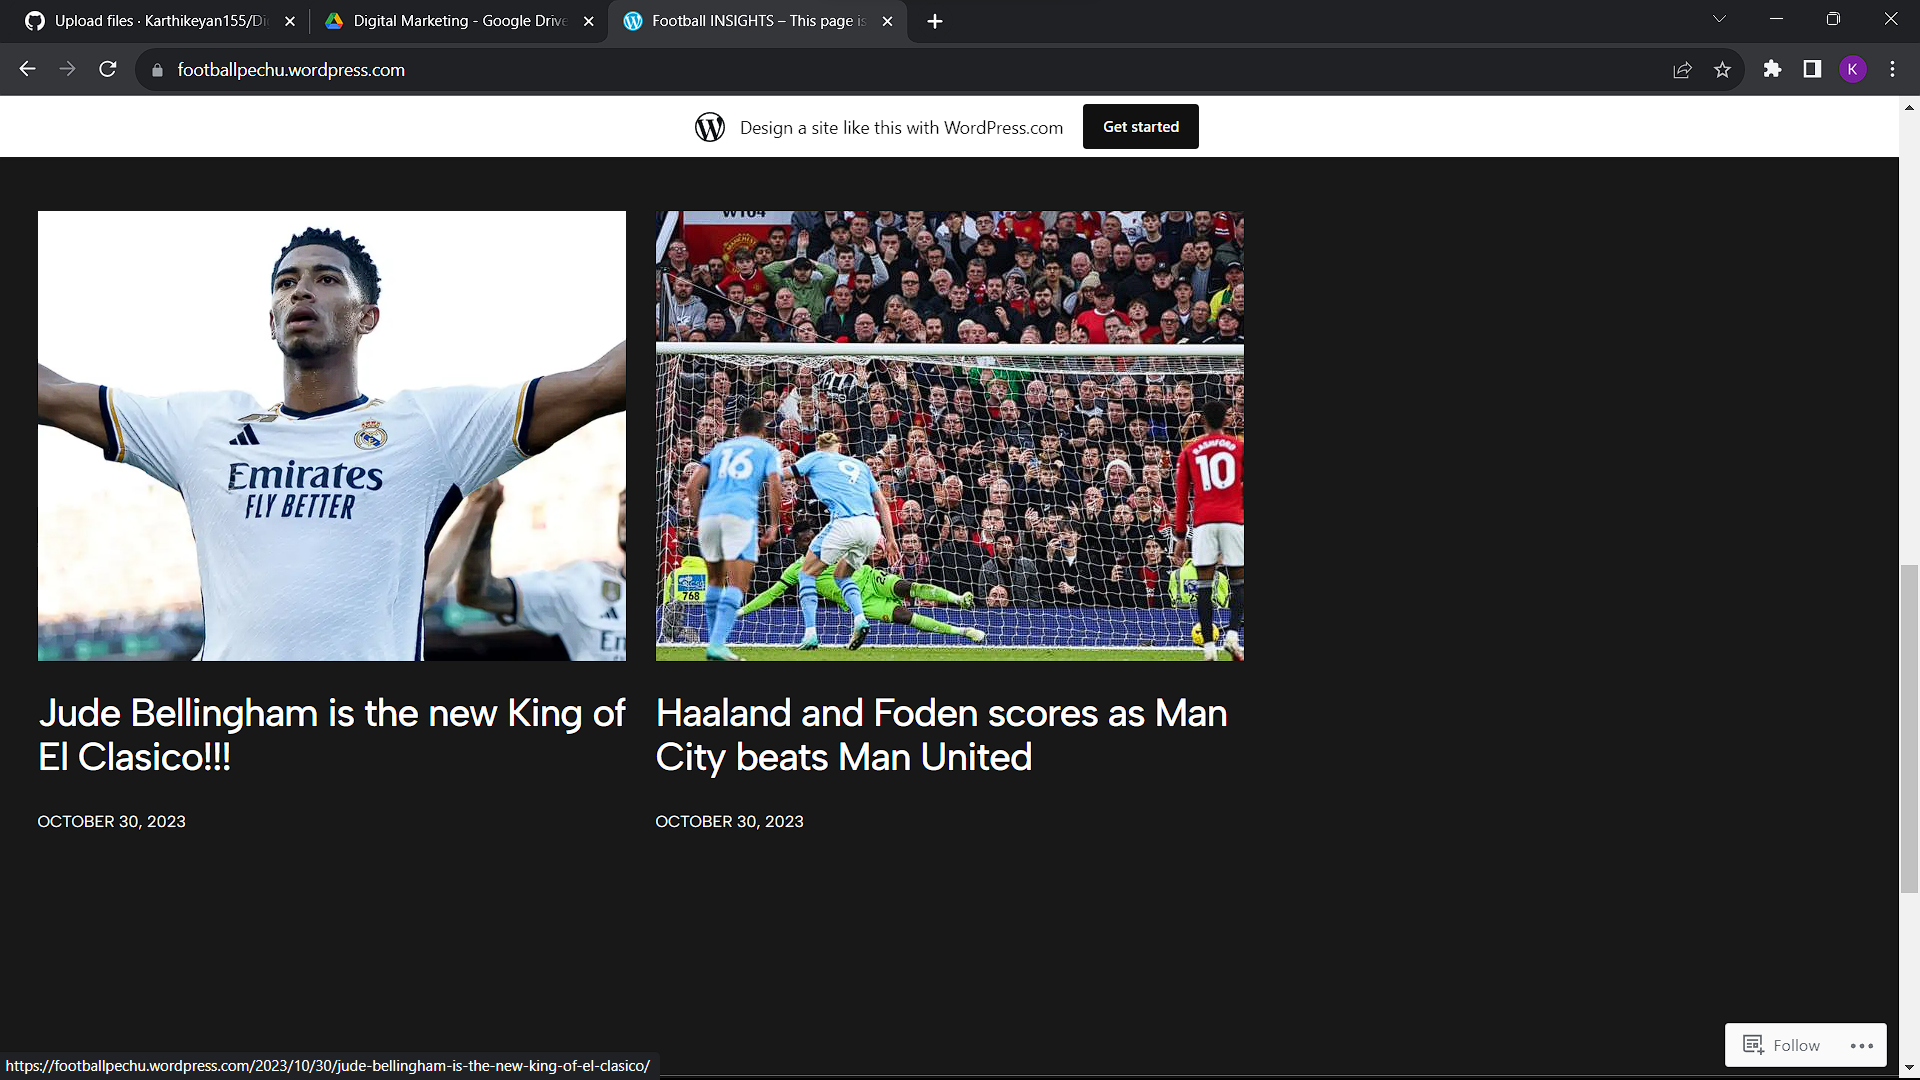 Upload files · Karthikeyan155/Di
Digital Marketing - Google Drive
Football INSIGHTS – This page is
footballpechu.wordpress.com
K
Design a site like this with WordPress.com
Get started
Emirates
FLY BETTER
16
9
RASHFORD
10
768
Jude Bellingham is the new King of
El Clasico!!!
OCTOBER 30, 2023
Haaland and Foden scores as Man
City beats Man United
OCTOBER 30, 2023
Follow
https://footballpechu.wordpress.com/2023/10/30/jude-bellingham-is-the-new-king-of-el-clasico/